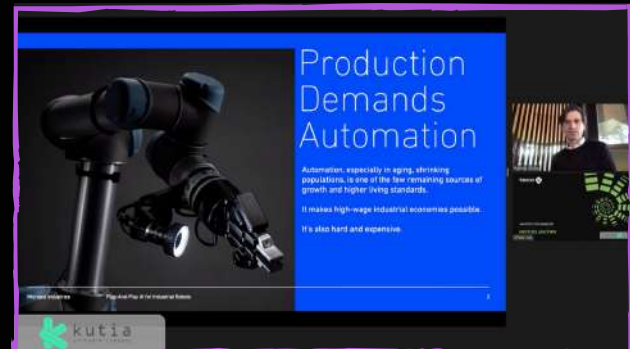 Production
Demands
Automation
Automation, especially in aging, shrinking
populations, is one of the few remaining sources of
growth and higher living standards.
It makes high-wage industrial economies possible.
It's also hard and expensive.
Plug-And-Play AI for Industrial Robots
kutia